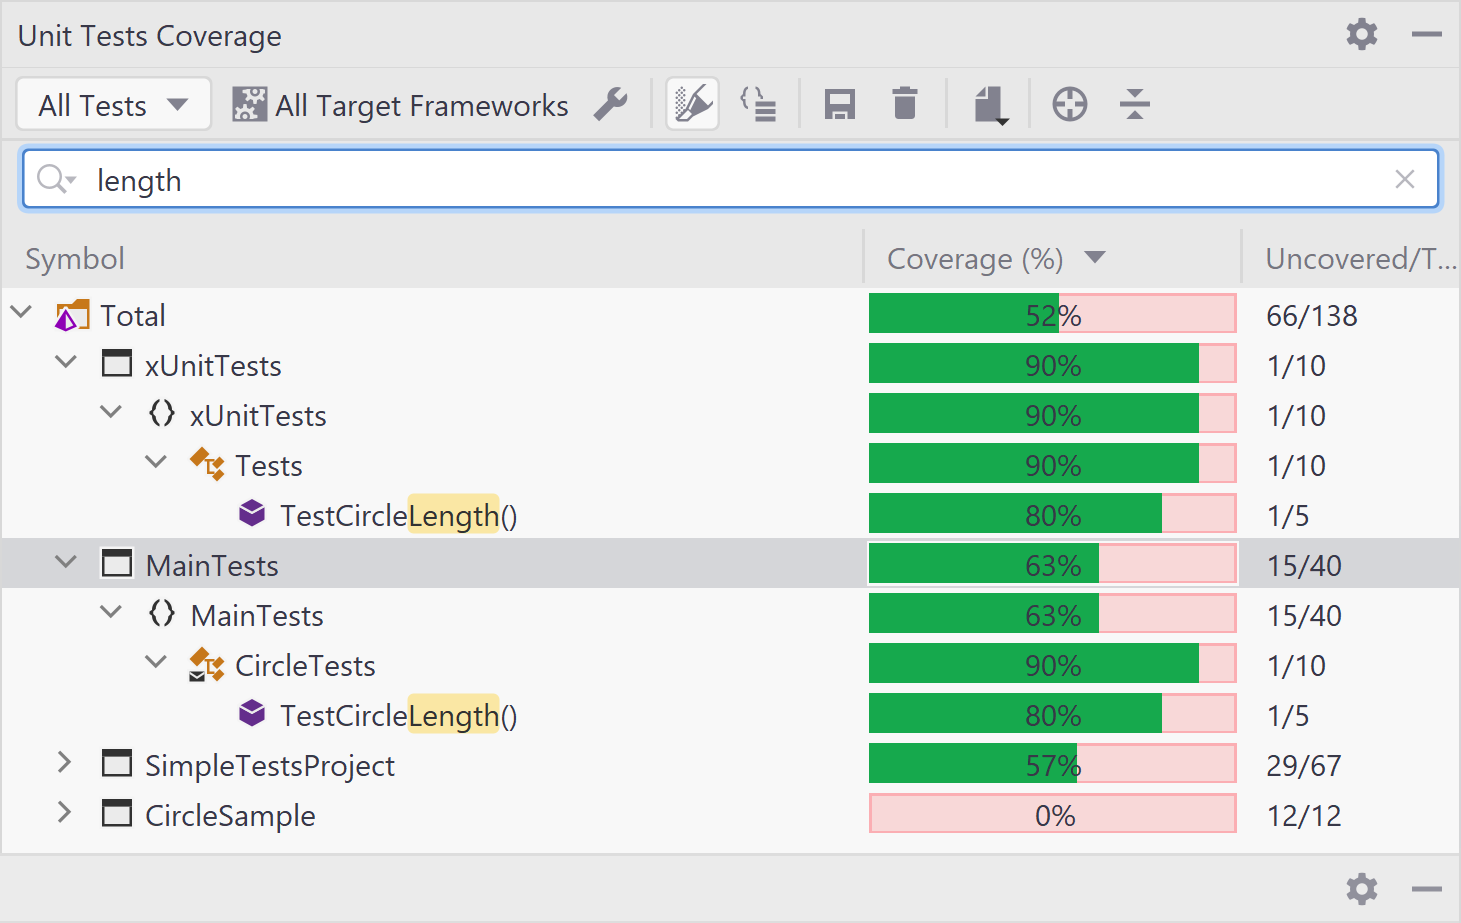 Unit Tests Coverage
All Tests All Target Frameworks
length
Symbol Coverage (%) Uncovered/T...
Total 52% 66/138
xUnitTests 90% 1/10
{} xUnitTests 90% 1/10
Tests 90% 1/10
TestCircleLength() 80% 1/5
MainTests 63% 15/40
{} MainTests 63% 15/40
CircleTests 90% 1/10
TestCircleLength() 80% 1/5
SimpleTestsProject 57% 29/67
CircleSample 0% 12/12